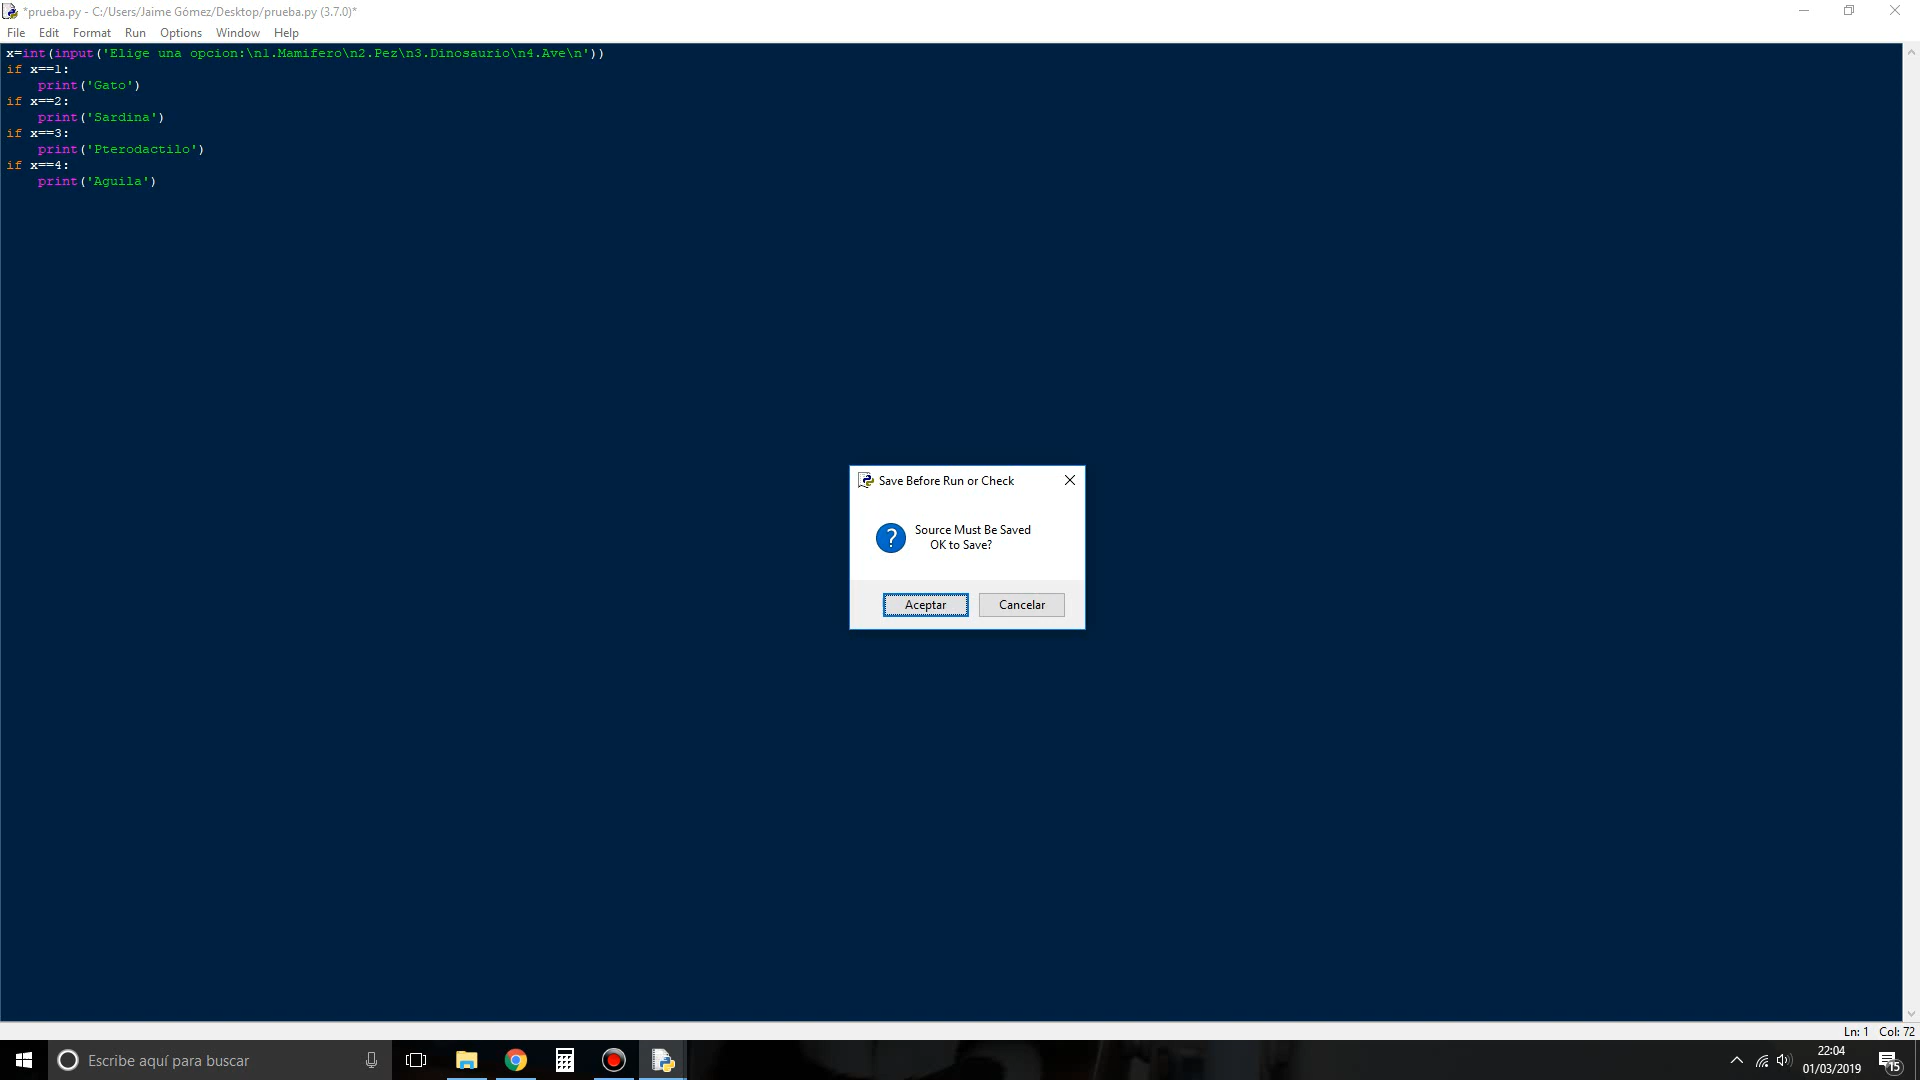 *prueba.py - C:/Users/Jaime Gómez/Desktop/prueba.py (3.7.0)*
File Edit Format Run Options Window Help
x=int(input('Elige una opcion:\n1.Mamifero\n2.Pez\n3.Dinosaurio\n4.Ave\n'))
if x==1:
    print('Gato')
if x==2:
    print('Sardina')
if x==3:
    print('Pterodactilo')
if x==4:
    print('Aguila')
Save Before Run or Check
Source Must Be Saved
OK to Save?
Aceptar Cancelar
Ln: 1 Col: 72
Escribe aquí para buscar
22:04
01/03/2019
15